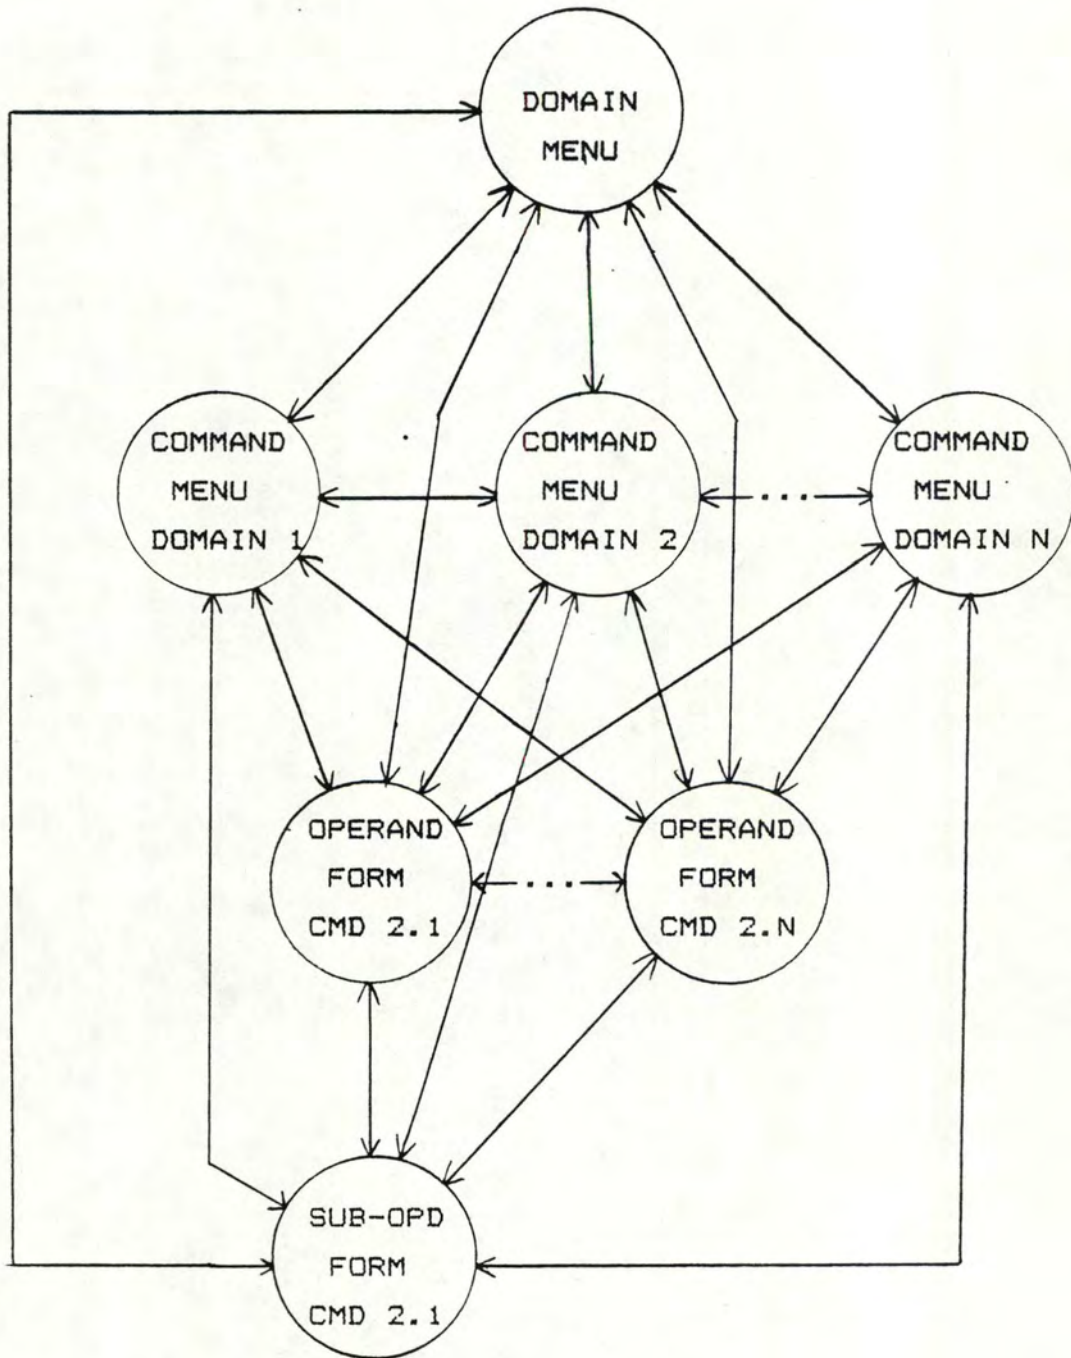 DOMAIN
MENU
COMMAND
MENU
DOMAIN 1
COMMAND
MENU
DOMAIN 2
...
COMMAND
MENU
DOMAIN N
OPERAND
FORM
CMD 2.1
...
OPERAND
FORM
CMD 2.N
SUB-OPD
FORM
CMD 2.1